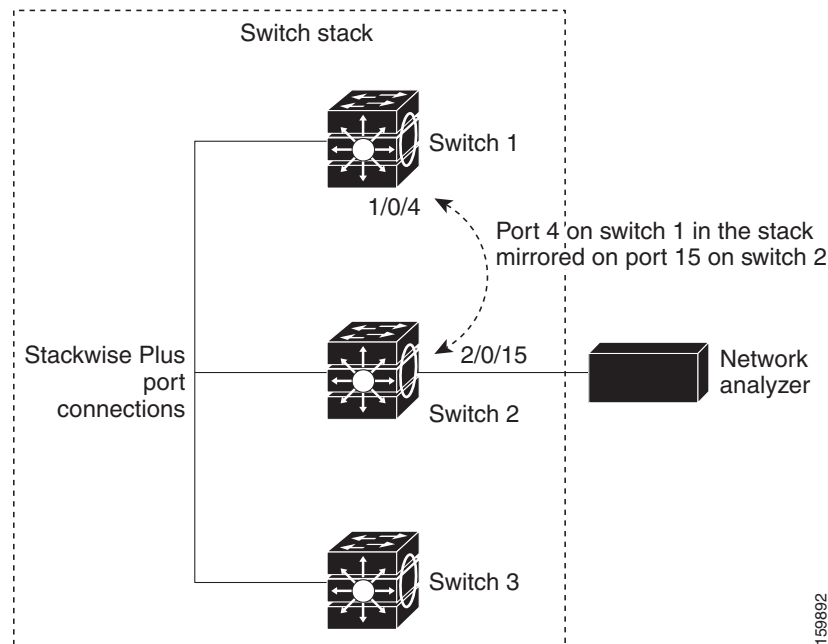 Switch stack
Switch 1
1/0/4
Port 4 on switch 1 in the stack
mirrored on port 15 on switch 2
Stackwise Plus
port
connections
2/0/15
Switch 2
Network
analyzer
Switch 3
159892